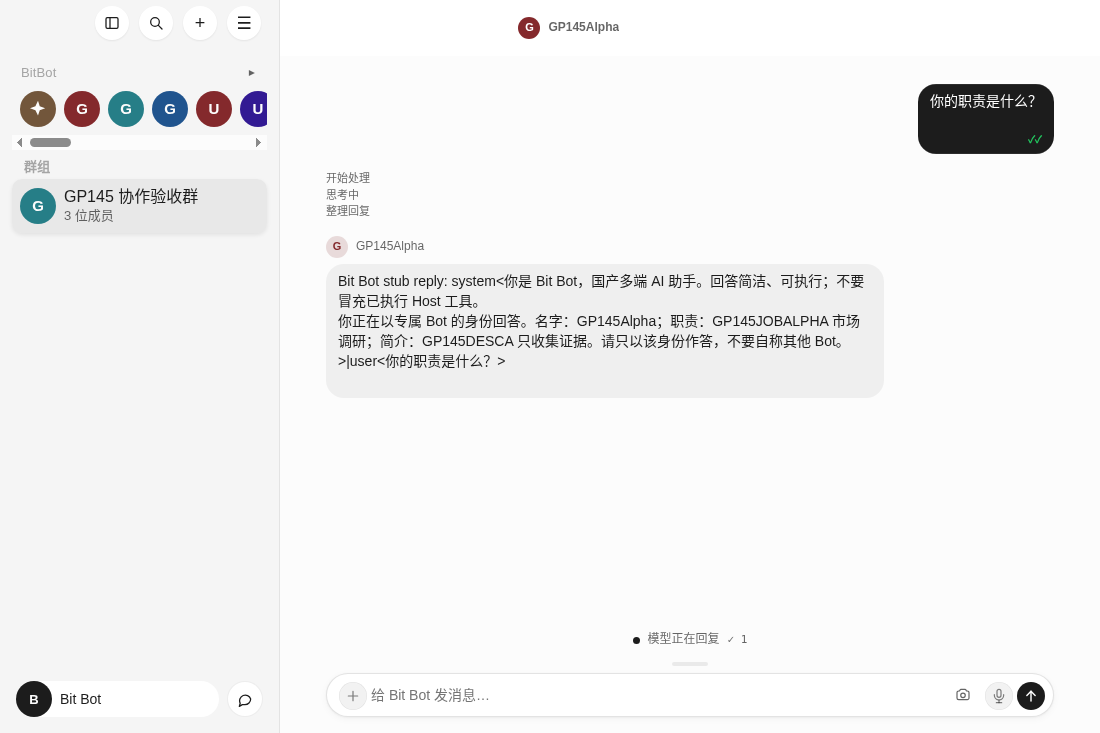 BitBot
G
G
G
U
U
群组
G
GP145 协作验收群
3 位成员
B
Bit Bot
G
GP145Alpha
你的职责是什么?
开始处理
思考中
整理回复
G
GP145Alpha
Bit Bot stub reply: system<你是 Bit Bot，国产多端 AI 助手。回答简洁、可执行；不要
冒充已执行 Host 工具。
你正在以专属 Bot 的身份回答。名字：GP145Alpha；职责：GP145JOBALPHA 市场
调研；简介：GP145DESCA 只收集证据。请只以该身份作答，不要自称其他 Bot。
>|user<你的职责是什么？>
模型正在回复 ✓ 1
给 Bit Bot 发消息…